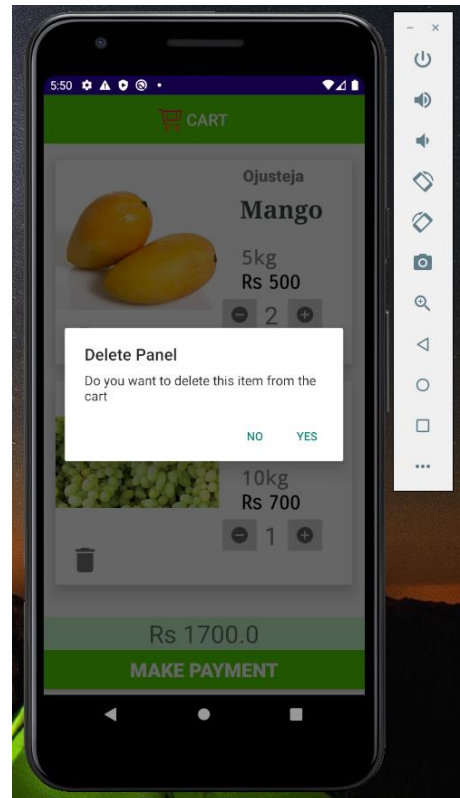 5:50
CART
Ojusteja
Mango
5kg
Rs 500
2
Delete Panel
Do you want to delete this item from the
cart
NO YES
10kg
Rs 700
1
Rs 1700.0
MAKE PAYMENT